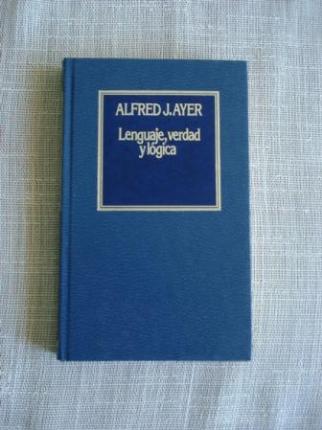 ALFRED J. AYER
Lenguaje, verdad
y lógica